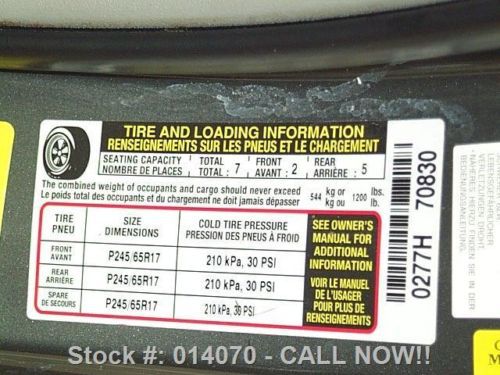 TIRE AND LOADING INFORMATION
RENSEIGNEMENTS SUR LES PNEUS ET LE CHARGEMENT
SEATING CAPACITY TOTAL : 7 FRONT : 2 REAR : 5
NOMBRE DE PLACES TOTAL AVANT ARRIÈRE
The combined weight of occupants and cargo should never exceed 544 kg or 1200 lbs.
Le poids total des occupants et du chargement ne doit jamais dépasser kg ou lb.
TIRE SIZE COLD TIRE PRESSURE
PNEU DIMENSIONS PRESSION DES PNEUS À FROID
FRONT
AVANT P245/65R17 210 kPa, 30 PSI
REAR
ARRIÈRE P245/65R17 210 kPa, 30 PSI
SPARE
DE SECOURS P245/65R17 210 kPa, 30 PSI
SEE OWNER'S
MANUAL FOR
ADDITIONAL
INFORMATION
VOIR LE MANUEL
DE L'USAGER
POUR PLUS DE
RENSEIGNEMENTS
0277H 70830
Stock #: 014070 - CALL NOW!!